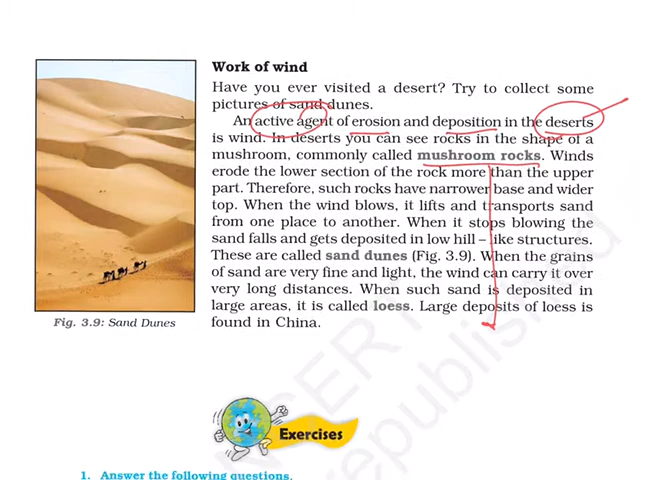 Work of wind
Have you ever visited a desert? Try to collect some
pictures of sand dunes.
An active agent of erosion and deposition in the deserts
is wind. In deserts you can see rocks in the shape of a
mushroom, commonly called mushroom rocks. Winds
erode the lower section of the rock more than the upper
part. Therefore, such rocks have narrower base and wider
top. When the wind blows, it lifts and transports sand
from one place to another. When it stops blowing the
sand falls and gets deposited in low hill – like structures.
These are called sand dunes (Fig. 3.9). When the grains
of sand are very fine and light, the wind can carry it over
very long distances. When such sand is deposited in
large areas, it is called loess. Large deposits of loess is
found in China.
Fig. 3.9: Sand Dunes
Exercises
1. Answer the following questions.
republished